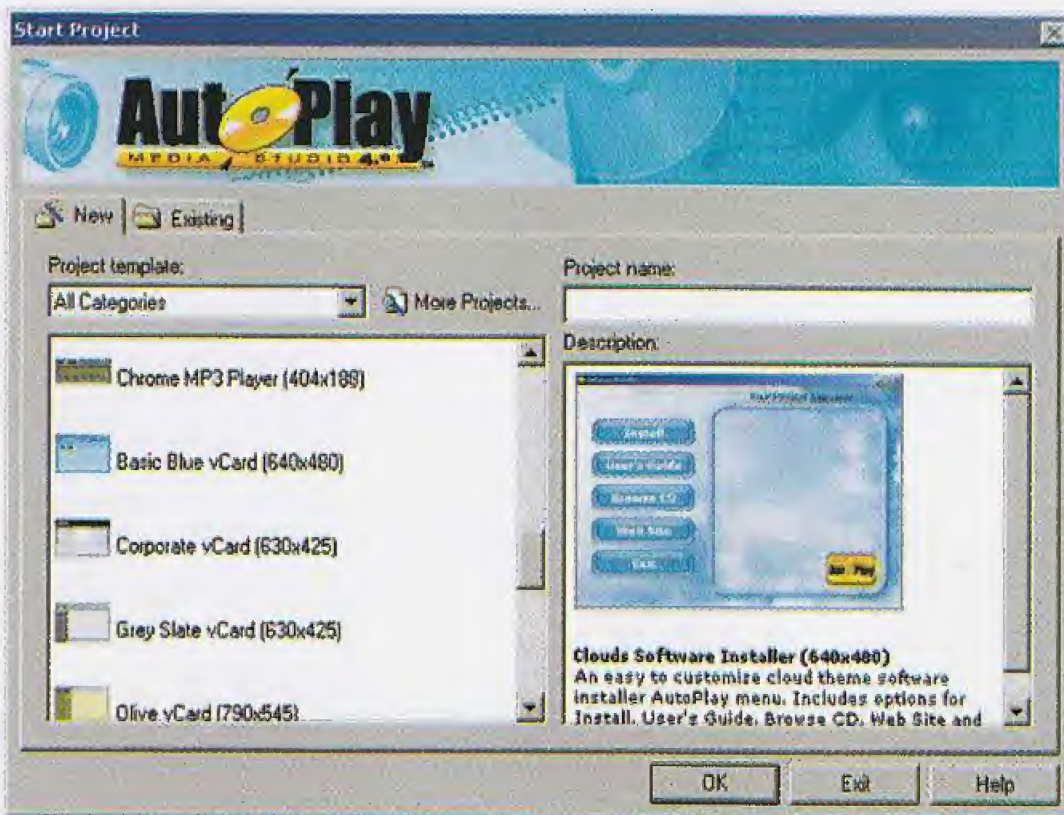 Start Project
AutoPlay
MEDIA STUDIO 4.0
New
Existing
Project template:
All Categories
More Projects...
Chrome MP3 Player (404x189)
Basic Blue vCard (640x480)
Corporate vCard (630x425)
Grey Slate vCard (630x425)
Olive vCard (790x545)
Project name:
Description:
Install
User's Guide
Browse CD
Web Site
Exit
Clouds Software Installer (640x480)
An easy to customize cloud theme software
installer AutoPlay menu. Includes options for
Install, User's Guide, Browse CD, Web Site and
OK
Exit
Help